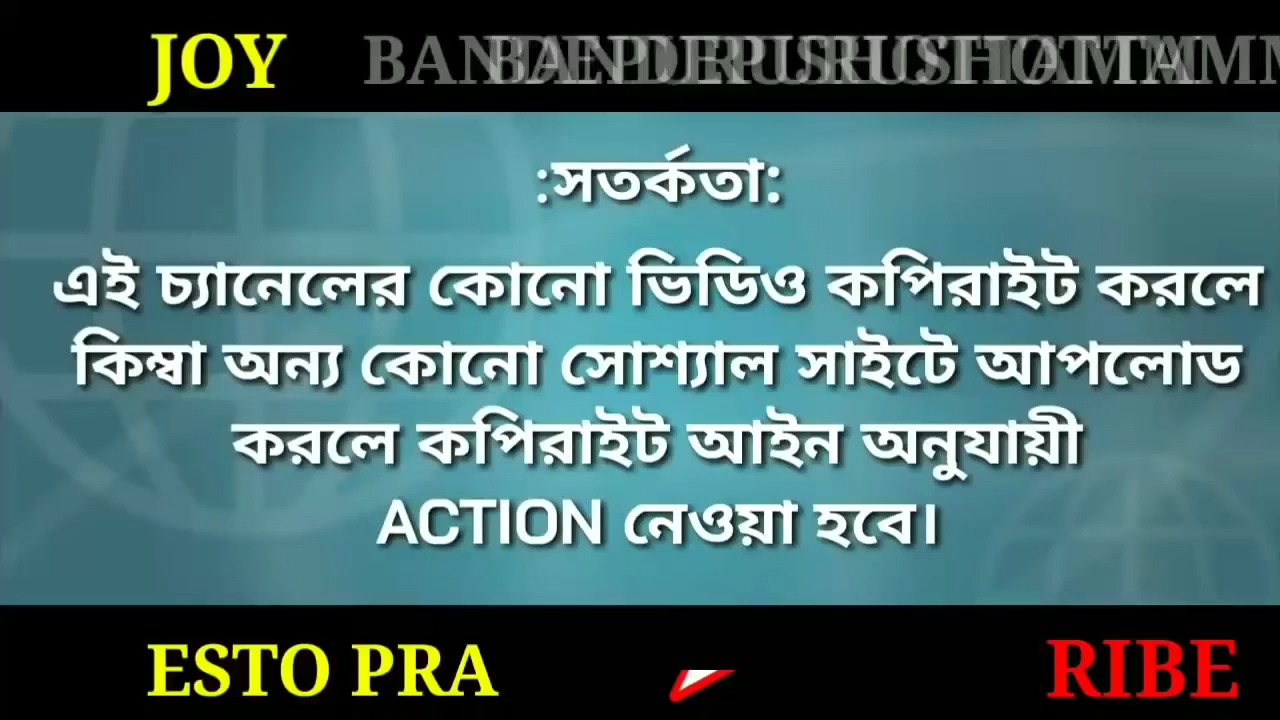 JOY
:সতর্কতা:
এই চ্যানেলের কোনো ভিডিও কপিরাইট করলে
কিম্বা অন্য কোনো সোশ্যাল সাইটে আপলোড
করলে কপিরাইট আইন অনুযায়ী
ACTION নেওয়া হবে।
ESTO PRA RIBE